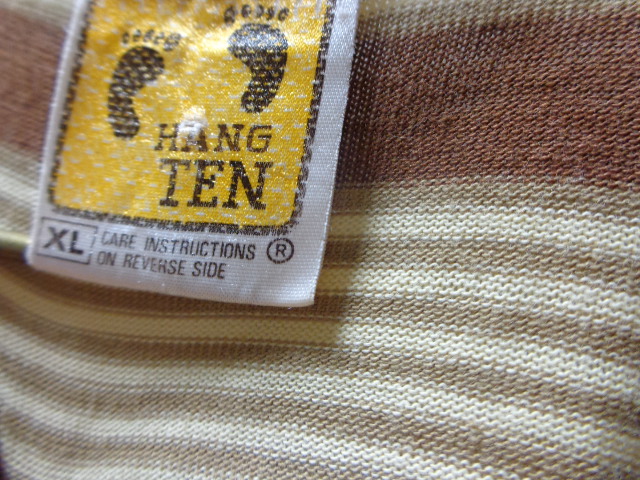 HANG
TEN
XL
CARE INSTRUCTIONS ®
ON REVERSE SIDE